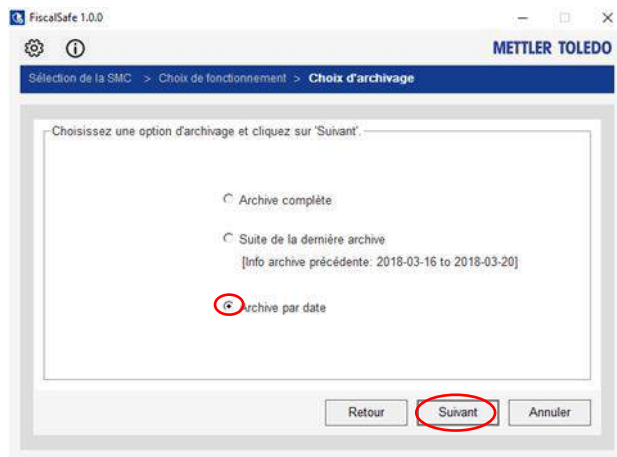 FiscalSafe 1.0.0
METTLER TOLEDO
Sélection de la SMC > Choix de fonctionnement > Choix d'archivage
Choisissez une option d'archivage et cliquez sur 'Suivant'.
Archive complète
Suite de la dernière archive
[Info archive précédente: 2018-03-16 to 2018-03-20]
Archive par date
Retour Suivant Annuler